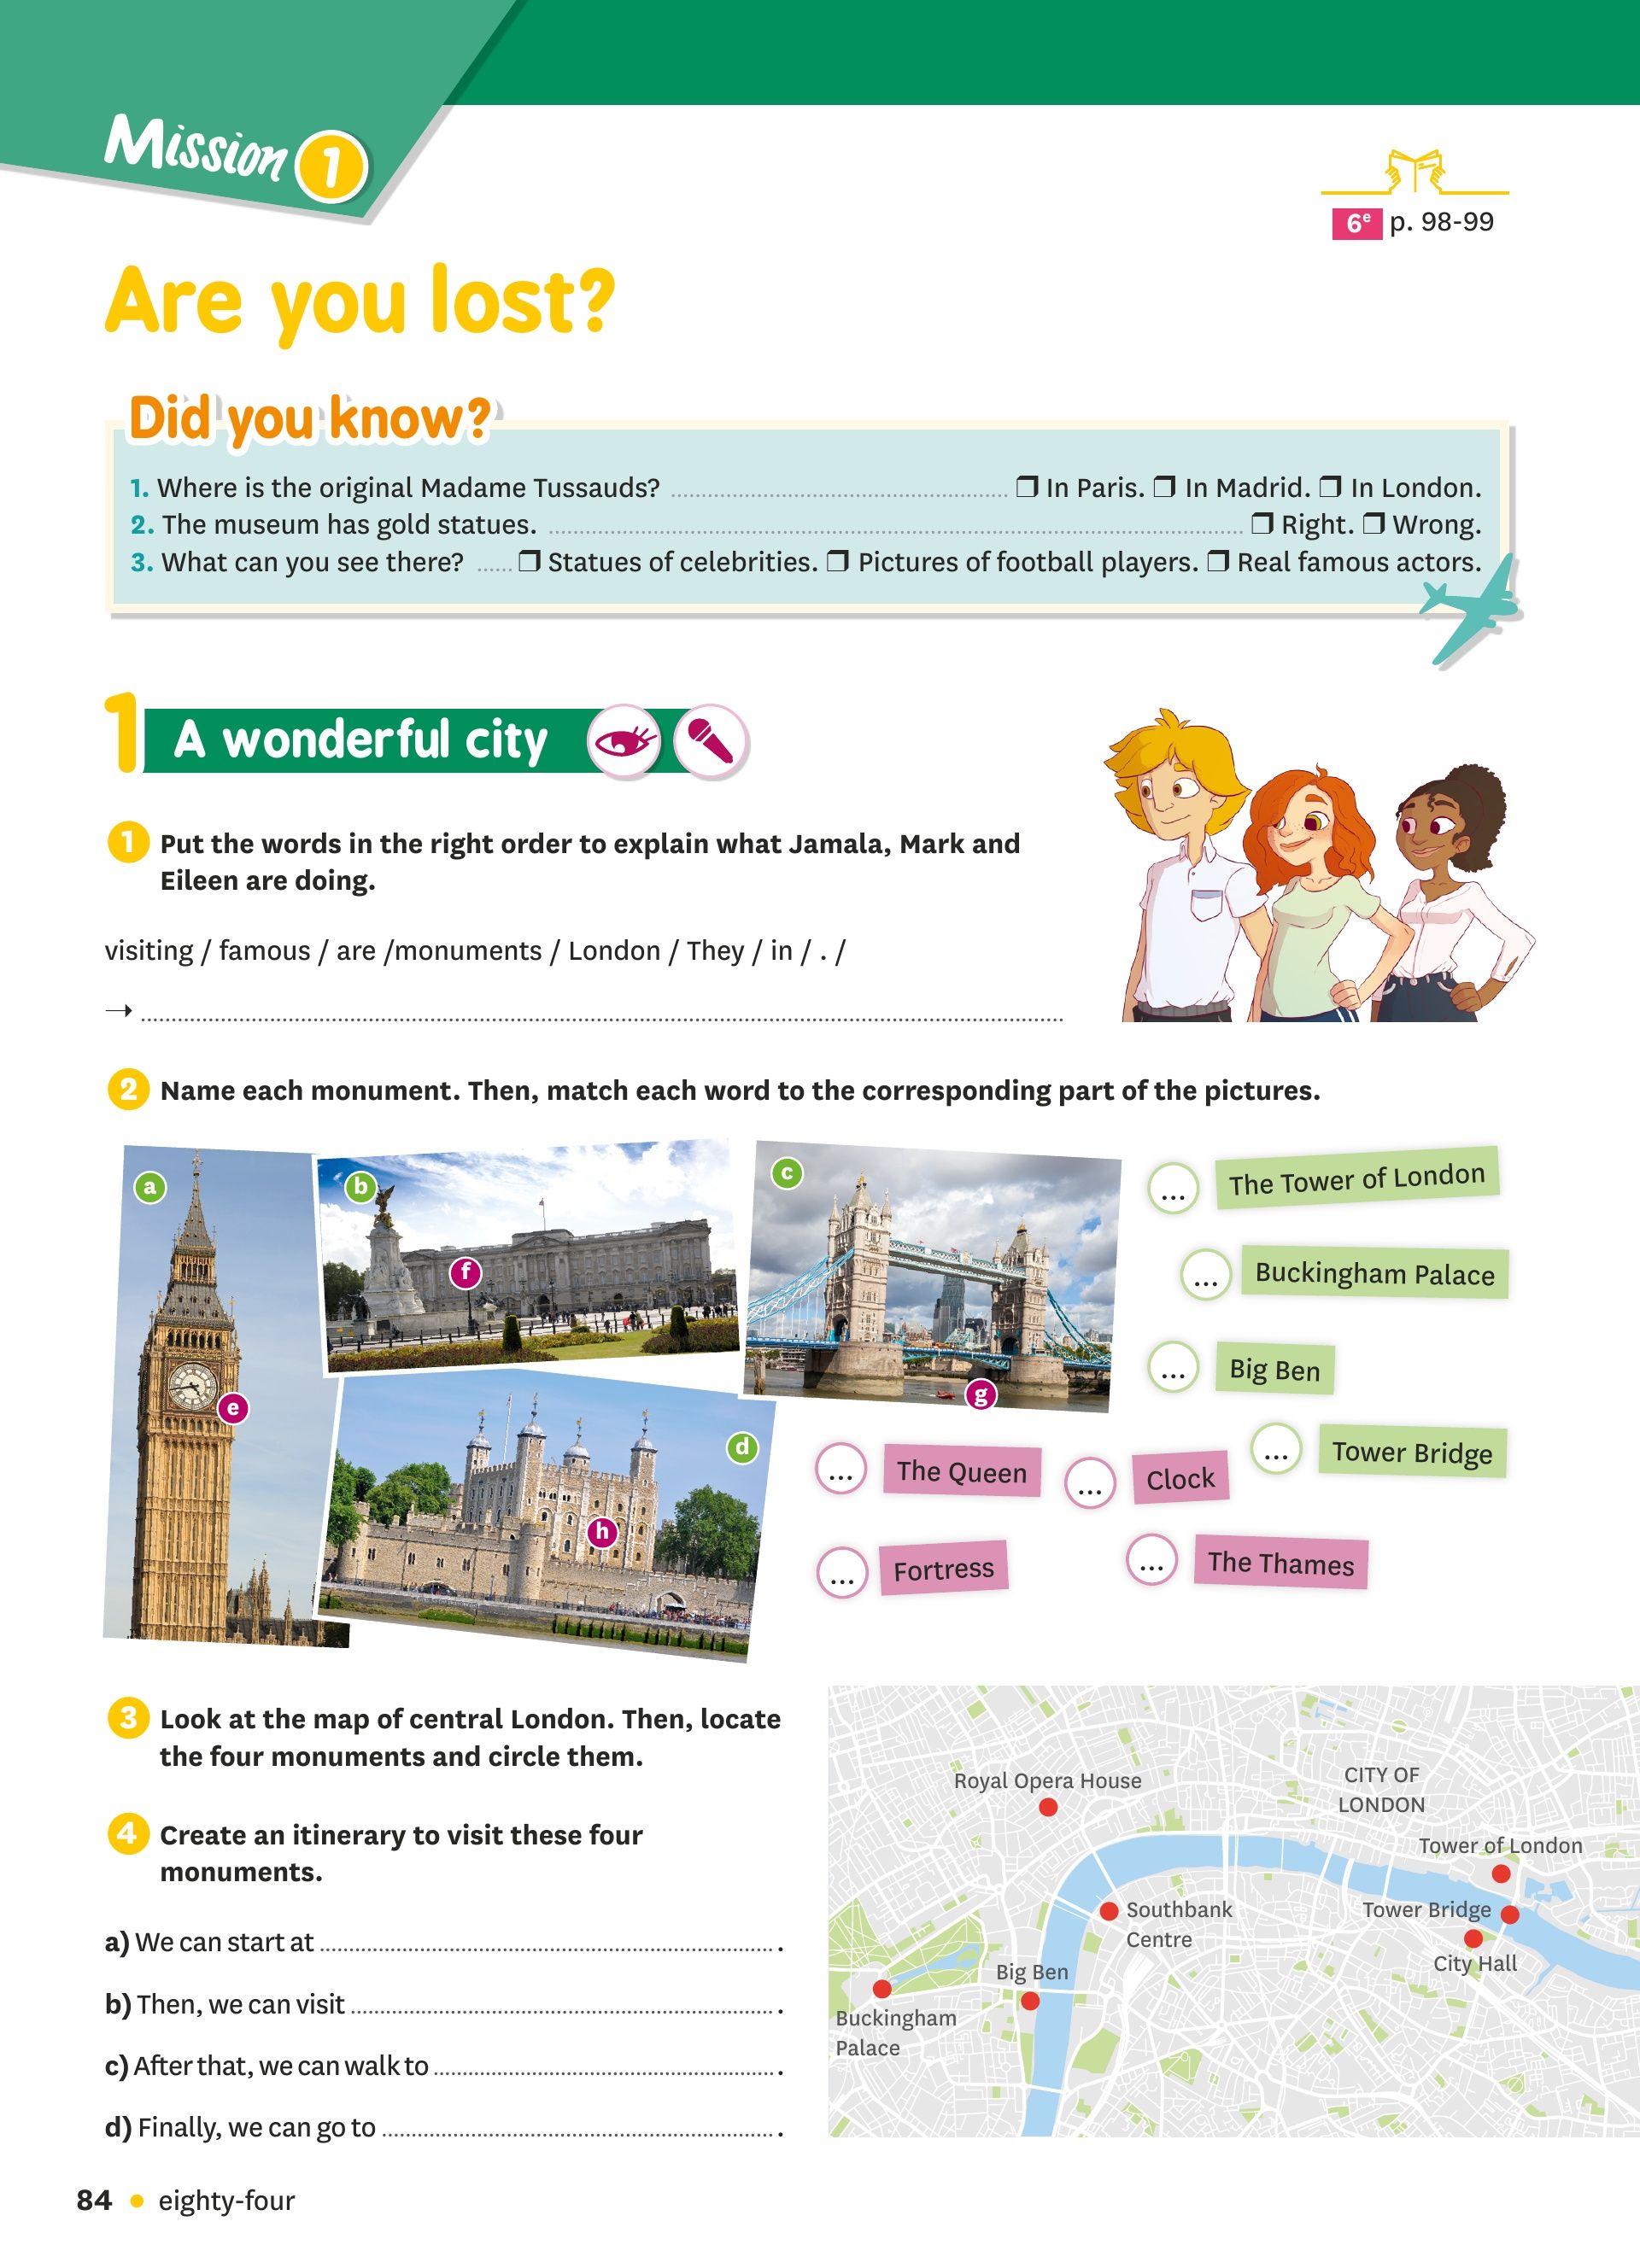 Mission 1
6e p. 98-99
Are you lost?
Did you know?
1. Where is the original Madame Tussauds? ❒ In Paris. ❒ In Madrid. ❒ In London.
2. The museum has gold statues. ❒ Right. ❒ Wrong.
3. What can you see there? ❒ Statues of celebrities. ❒ Pictures of football players. ❒ Real famous actors.
1 A wonderful city
1 Put the words in the right order to explain what Jamala, Mark and
Eileen are doing.
visiting / famous / are /monuments / London / They / in / . /
→
2 Name each monument. Then, match each word to the corresponding part of the pictures.
a
b
c
d
e
f
g
h
... The Tower of London
... Buckingham Palace
... Big Ben
... Tower Bridge
... The Queen
... Clock
... Fortress
... The Thames
3 Look at the map of central London. Then, locate
the four monuments and circle them.
4 Create an itinerary to visit these four
monuments.
a) We can start at .
b) Then, we can visit .
c) After that, we can walk to .
d) Finally, we can go to .
Royal Opera House
CITY OF
LONDON
Tower of London
Southbank
Centre
Tower Bridge
City Hall
Big Ben
Buckingham
Palace
84 • eighty-four